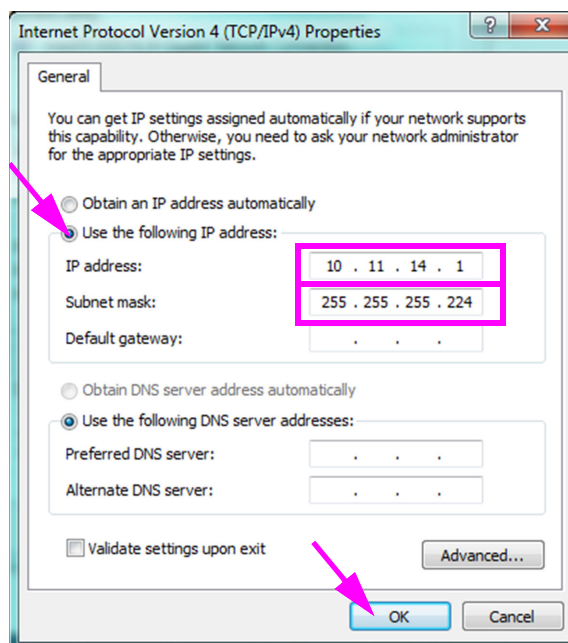 Internet Protocol Version 4 (TCP/IPv4) Properties
?
X
General
You can get IP settings assigned automatically if your network supports
this capability. Otherwise, you need to ask your network administrator
for the appropriate IP settings.
Obtain an IP address automatically
Use the following IP address:
IP address: 10 . 11 . 14 . 1
Subnet mask: 255 . 255 . 255 . 224
Default gateway: . . .
Obtain DNS server address automatically
Use the following DNS server addresses:
Preferred DNS server: . . .
Alternate DNS server: . . .
Validate settings upon exit
Advanced...
OK Cancel